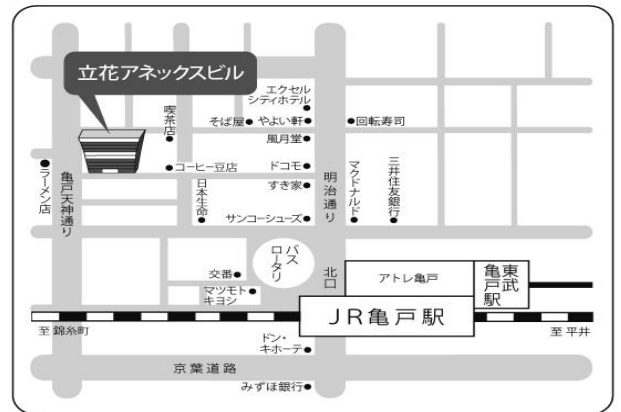 立花アネックスビル
エクセル
シティホテル
喫茶店
そば屋
やよい軒
回転寿司
風月堂
ラーメン店
亀戸天神通り
コーヒー豆店
ドコモ
日本生命
すき家
明治通り
マクドナルド
三井住友銀行
サンコーシューズ
バス
ロータリー
交番
マツモト
キヨシ
北口
アトレ亀戸
東武
亀戸駅
JR亀戸駅
至 錦糸町
至 平井
ドン・
キホーテ
京葉道路
みずほ銀行